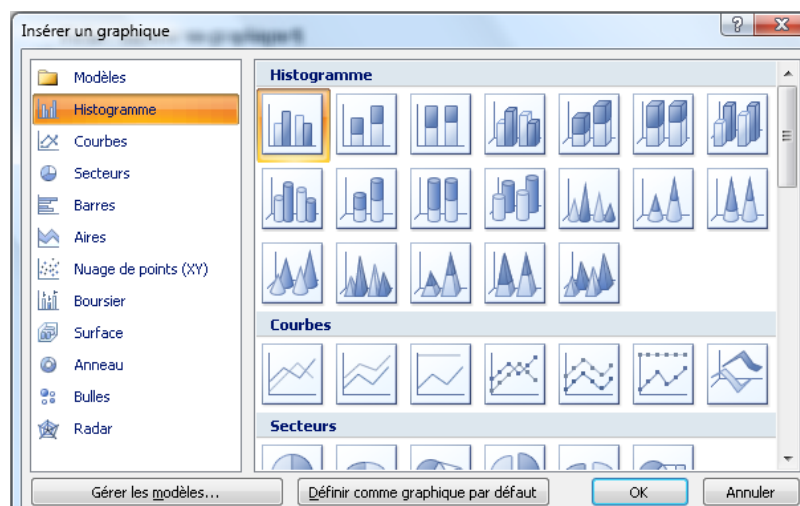 Insérer un graphique
Modèles
Histogramme
Courbes
Secteurs
Barres
Aires
Nuage de points (XY)
Boursier
Surface
Anneau
Bulles
Radar
Histogramme
Courbes
Secteurs
Gérer les modèles...
Définir comme graphique par défaut
OK
Annuler